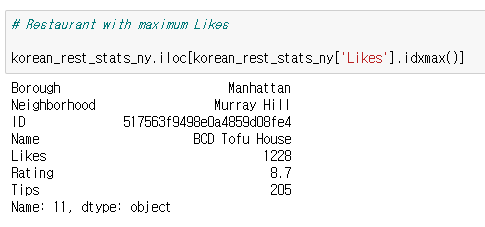 # Restaurant with maximum Likes
korean_rest_stats_ny.iloc[korean_rest_stats_ny['Likes'].idxmax()]
Borough Manhattan
Neighborhood Murray Hill
ID 517563f9498e0a4859d08fe4
Name BCD Tofu House
Likes 1228
Rating 8.7
Tips 205
Name: 11, dtype: object